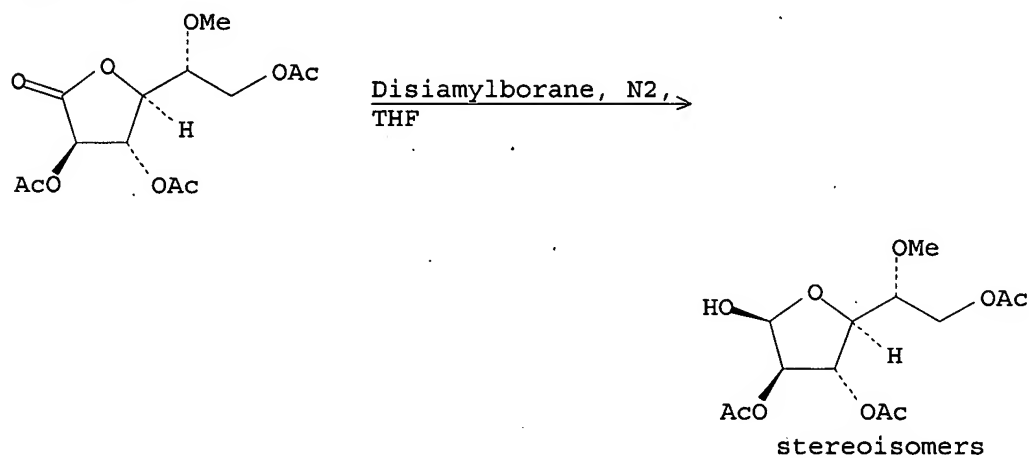 OMe
O
O
OAc
H
AcO
OAc
Disiamylborane, N2,
THF
OMe
O
HO
OAc
H
AcO
OAc
stereoisomers